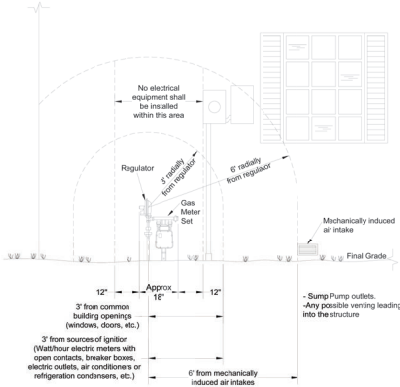 No electrical
equipment shall
be insalled
within this area
3' radially
from regulator
6' radially
from regulaor
Regulator
Gas
Meter
Set
Mechanically induced
air intake
Final Grade
12"
Approx
18"
12"
3' from common
building openings
(windows, doors, etc.)
3' from sources of ignition
(Watt/hour electric meters with
open contacts, breaker boxes,
electric outlets, air conditioners or
refrigeration condensers, etc.)
6' from mechanically
induced air intakes
- Sump Pump outlets.
-Any possible venting leading
into the structure